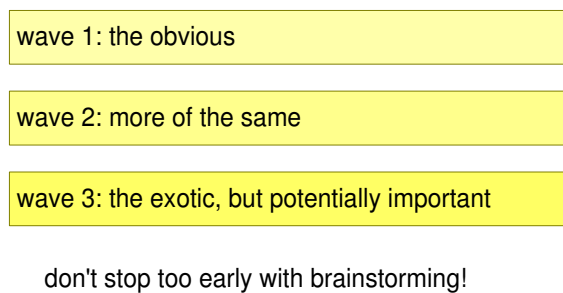 wave 1: the obvious
wave 2: more of the same
wave 3: the exotic, but potentially important
don't stop too early with brainstorming!